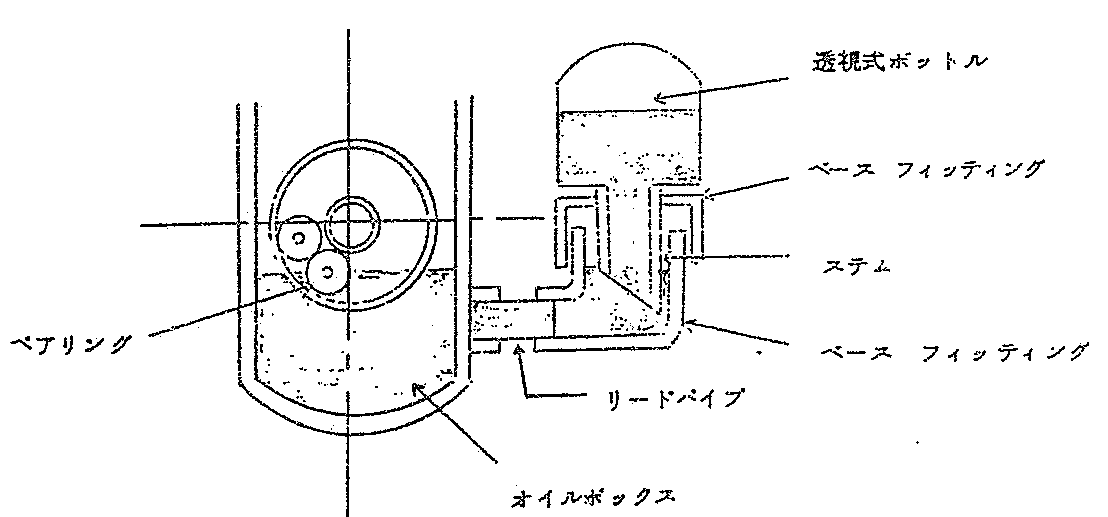 透視式ボットル
ベース フィッティング
ステム
ベアリング
ベース フィッティング
リードパイプ
オイルボックス